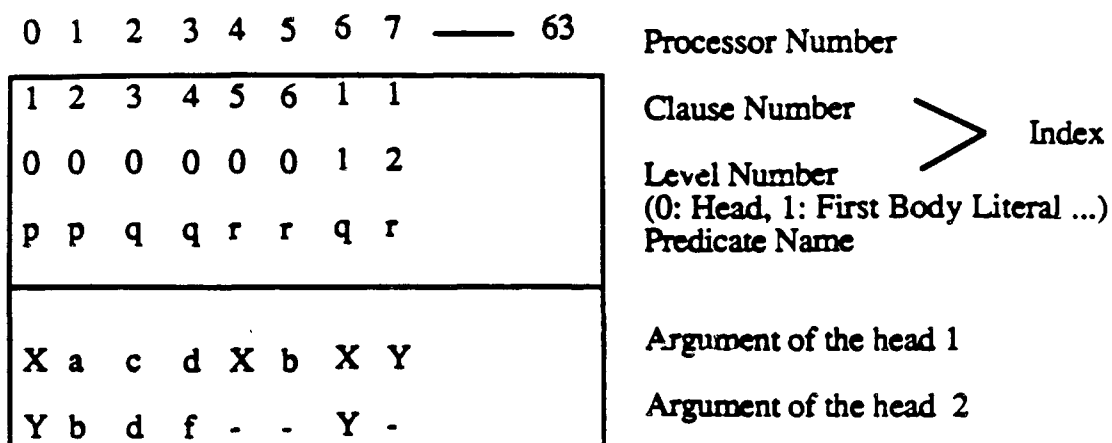 0 1 2 3 4 5 6 7 —— 63 Processor Number
1 2 3 4 5 6 1 1 Clause Number
Index
0 0 0 0 0 0 1 2 Level Number
(0: Head, 1: First Body Literal ...)
p p q q r r q r Predicate Name
X a c d X b X Y Argument of the head 1
Y b d f - - Y - Argument of the head 2